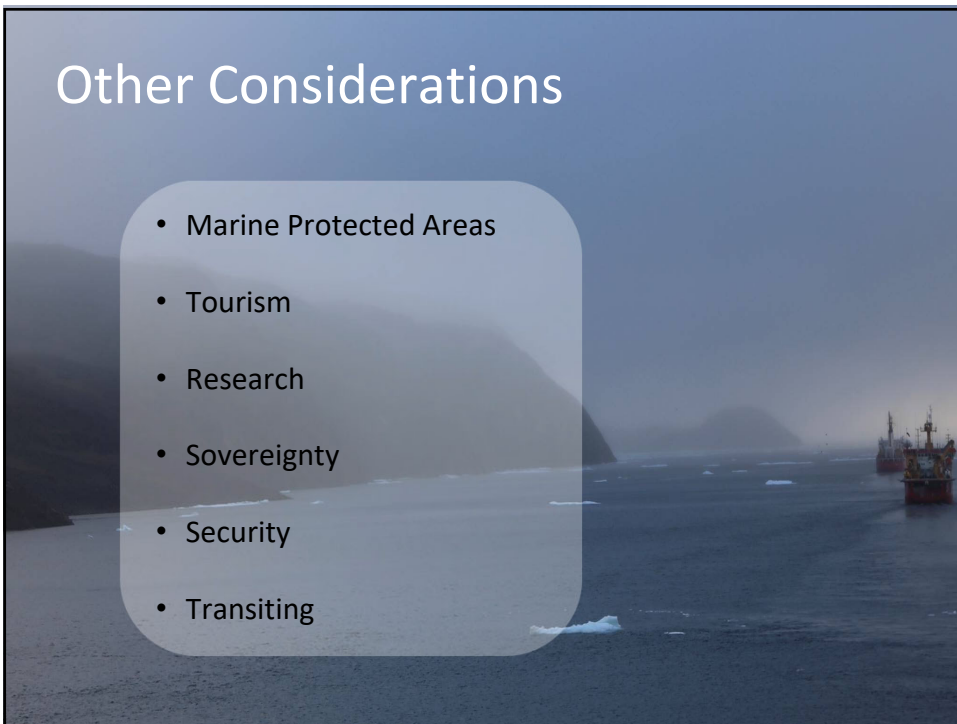 Other Considerations
• Marine Protected Areas
• Tourism
• Research
• Sovereignty
• Security
• Transiting